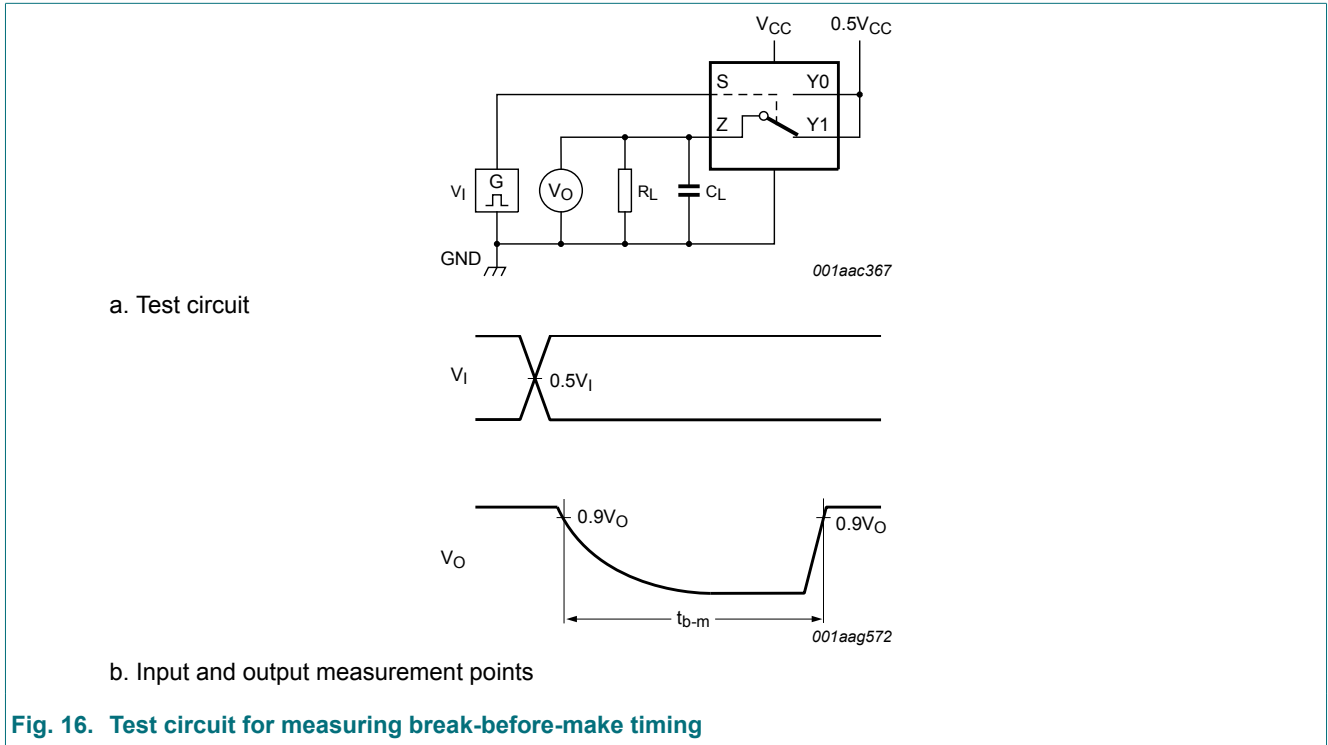 VCC 0.5VCC
S Y0
Z Y1
VI G VO RL CL
GND
001aac367
a. Test circuit
VI 0.5VI
0.9VO 0.9VO
VO
tb-m
001aag572
b. Input and output measurement points
Fig. 16. Test circuit for measuring break-before-make timing